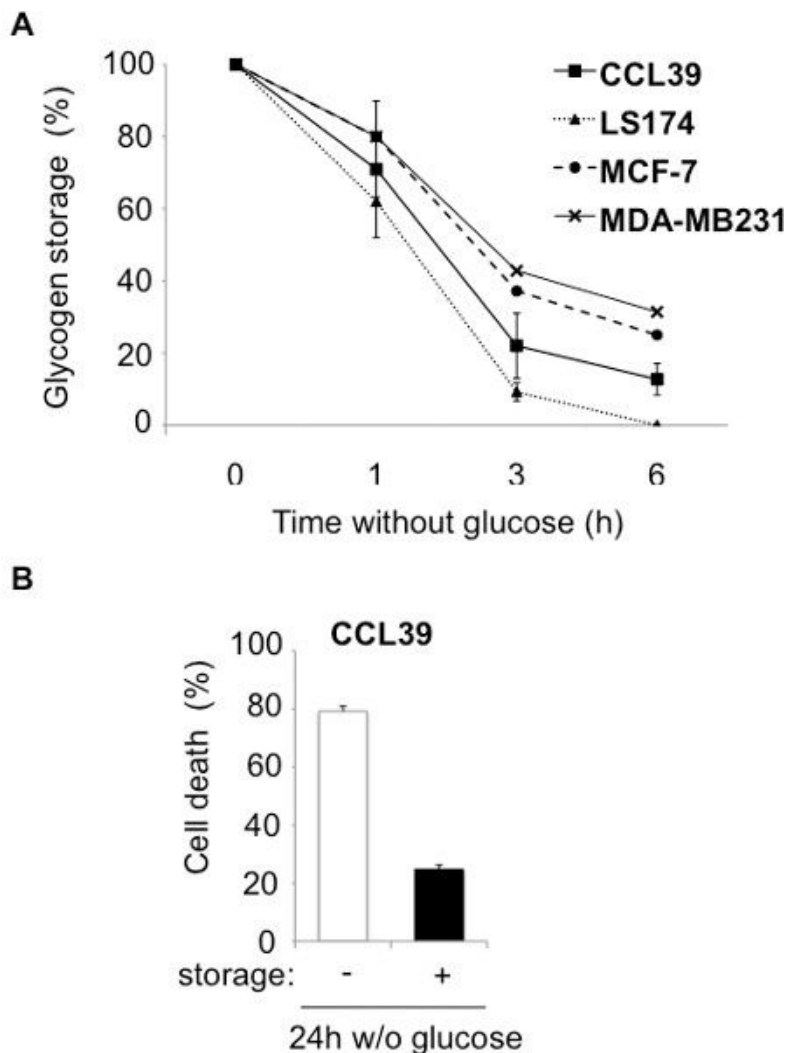 A
Glycogen storage (%)
100
80
60
40
20
0
CCL39
LS174
MCF-7
MDA-MB231
0 1 3 6
Time without glucose (h)
B
CCL39
Cell death (%)
100
80
60
40
20
0
storage: - +
24h w/o glucose